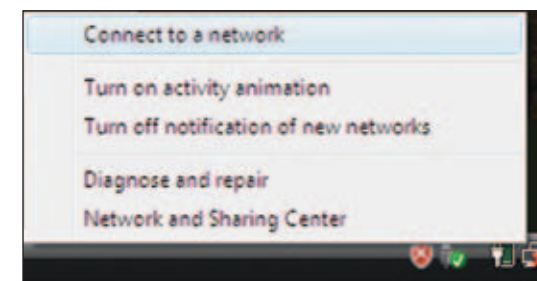 Connect to a network
Turn on activity animation
Turn off notification of new networks
Diagnose and repair
Network and Sharing Center